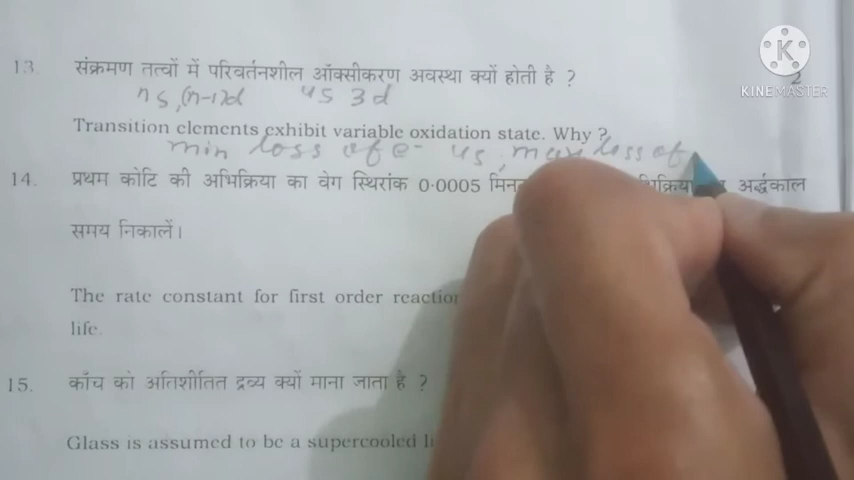 13. संक्रमण तत्वों में परिवर्तनशील ऑक्सीकरण अवस्था क्यों होती है ? 2
KINEMASTER
ns,(n-1)d 4s 3d
Transition elements exhibit variable oxidation state. Why ?
min loss of e- 4s max loss of
14. प्रथम कोटि की अभिक्रिया का वेग स्थिरांक 0·0005 अर्द्धकाल
समय निकालें।
The rate constant for first order
life.
15. काँच को अतिशीतित द्रव्य क्यों माना जाता है ?
Glass is assumed to be a supercooled